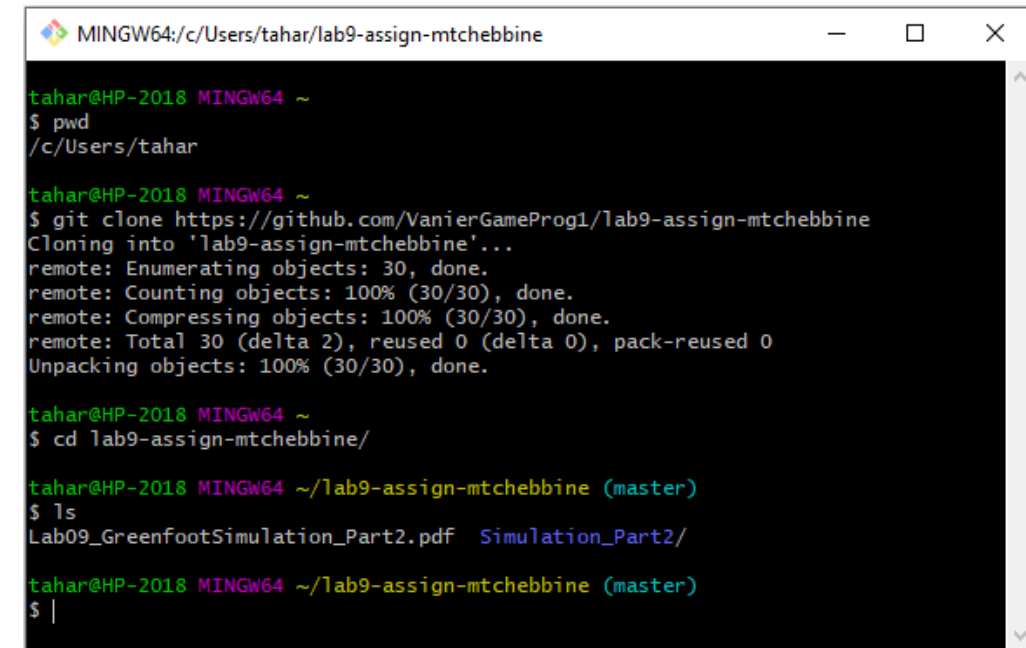 MINGW64:/c/Users/tahar/lab9-assign-mtchebbine
tahar@HP-2018 MINGW64 ~
$ pwd
/c/Users/tahar
tahar@HP-2018 MINGW64 ~
$ git clone https://github.com/VanierGameProg1/lab9-assign-mtchebbine
Cloning into 'lab9-assign-mtchebbine'...
remote: Enumerating objects: 30, done.
remote: Counting objects: 100% (30/30), done.
remote: Compressing objects: 100% (30/30), done.
remote: Total 30 (delta 2), reused 0 (delta 0), pack-reused 0
Unpacking objects: 100% (30/30), done.
tahar@HP-2018 MINGW64 ~
$ cd lab9-assign-mtchebbine/
tahar@HP-2018 MINGW64 ~/lab9-assign-mtchebbine (master)
$ ls
Lab09_GreenfootSimulation_Part2.pdf  Simulation_Part2/
tahar@HP-2018 MINGW64 ~/lab9-assign-mtchebbine (master)
$